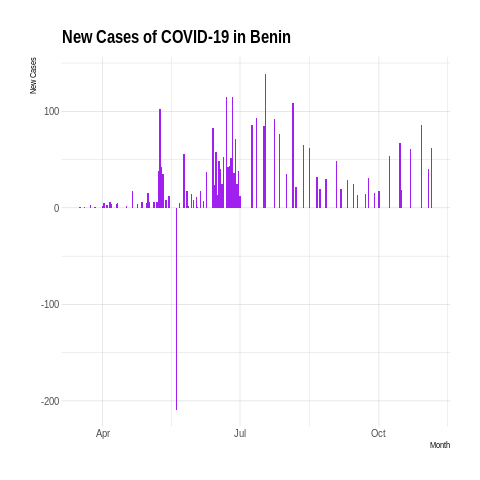 New Cases of COVID-19 in Benin
New Cases
100
0
-100
-200
Apr
Jul
Oct
Month